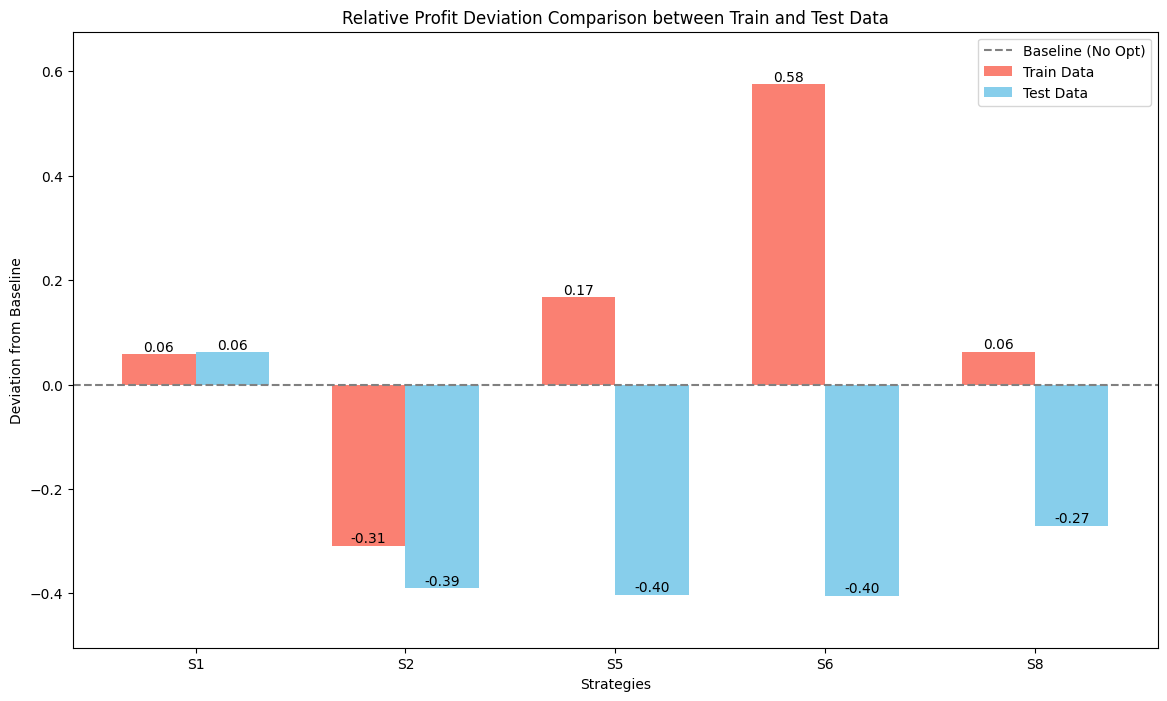 Relative Profit Deviation Comparison between Train and Test Data
Baseline (No Opt)
Train Data
Test Data
Deviation from Baseline
0.6
0.4
0.2
0.0
−0.2
−0.4
0.06
0.06
-0.31
-0.39
0.17
-0.40
0.58
-0.40
0.06
-0.27
S1
S2
S5
S6
S8
Strategies